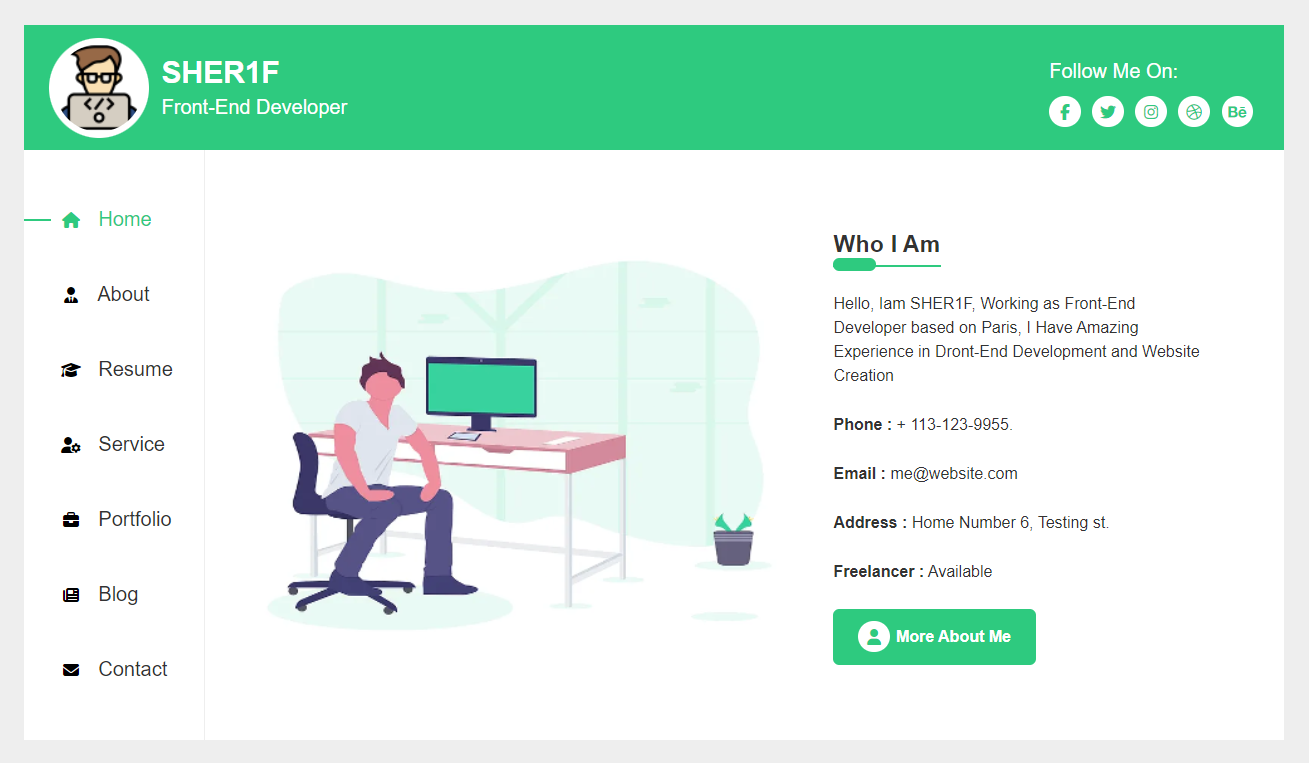 SHER1F
Front-End Developer
Follow Me On:
Bē
Home
About
Resume
Service
Portfolio
Blog
Contact
Who I Am
Hello, Iam SHER1F, Working as Front-End
Developer based on Paris, I Have Amazing
Experience in Dront-End Development and Website
Creation
Phone : + 113-123-9955.
Email : me@website.com
Address : Home Number 6, Testing st.
Freelancer : Available
More About Me